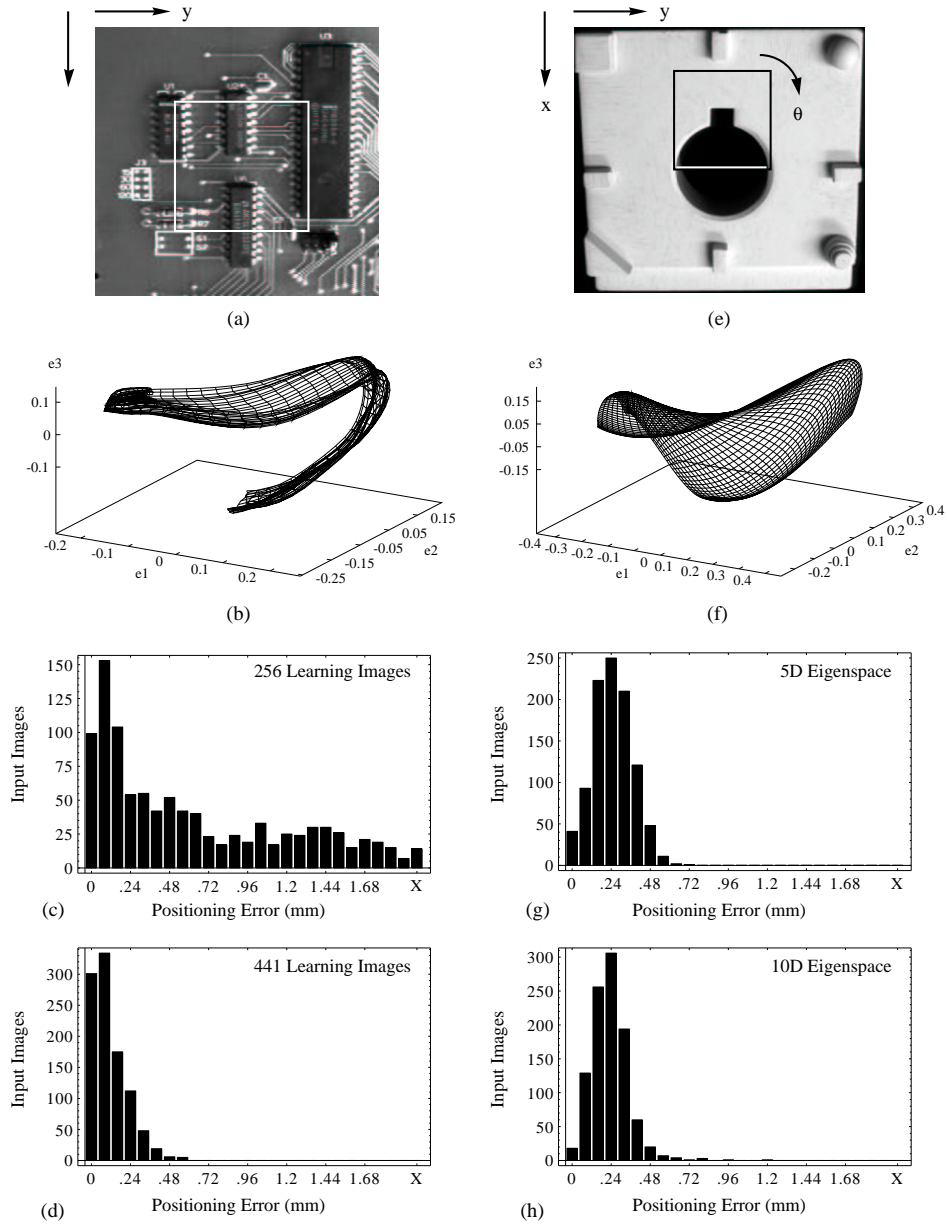 y
x
y
θ
(a)
(e)
e3
0.1
0
-0.1
-0.2
-0.1
0
0.1
0.2
e1
-0.25
-0.15
-0.05
0.05
0.15
e2
(b)
e3
0.15
0.05
-0.05
-0.15
-0.4
-0.3
-0.2
-0.1
0
0.1
0.2
0.3
0.4
e1
-0.2
-0.1
0
0.1
0.2
0.3
0.4
e2
(f)
256 Learning Images
Input Images
150
125
100
75
50
25
0
0 .24 .48 .72 .96 1.2 1.44 1.68 X
(c) Positioning Error (mm)
5D Eigenspace
Input Images
250
200
150
100
50
0
0 .24 .48 .72 .96 1.2 1.44 1.68 X
(g) Positioning Error (mm)
441 Learning Images
Input Images
300
250
200
150
100
50
0
0 .24 .48 .72 .96 1.2 1.44 1.68 X
(d) Positioning Error (mm)
10D Eigenspace
Input Images
300
250
200
150
100
50
0
0 .24 .48 .72 .96 1.2 1.44 1.68 X
(h) Positioning Error (mm)